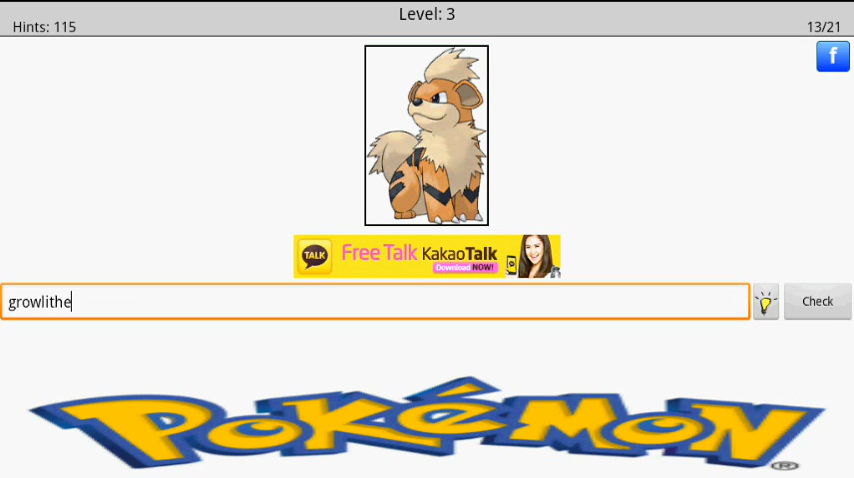 Level: 3
Hints: 115
13/21
f
TALK
Free Talk KakaoTalk
Download NOW!
growlithe
Check
POKéMON
®